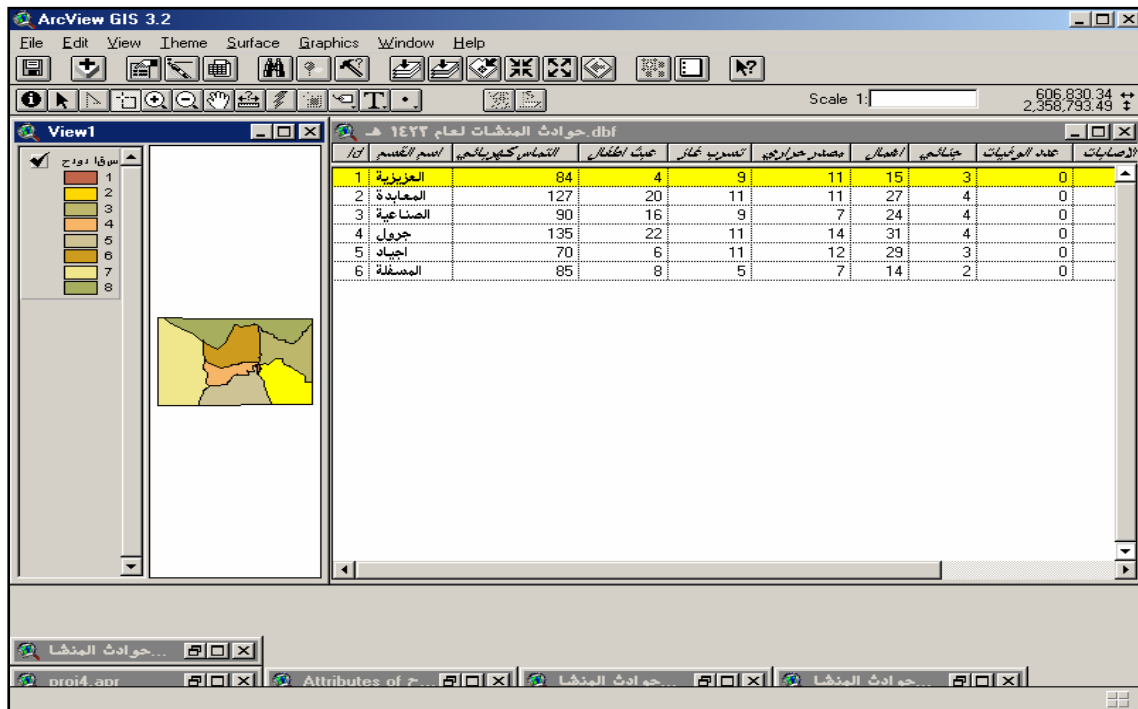 ArcView GIS 3.2
File Edit View Theme Surface Graphics Window Help
Scale 1:
606,830.34
2,358,793.49
View1
1
2
3
4
5
6
7
8
حوادث المنشات لعام ١٤٢٣ هـ.dbf
Id اسم القسم التماس كهربائي عبث اطفال تسرب غاز مصدر حراري اهمال جنائي عدد الوفيات الاصابات
1 العزيزية 84 4 9 11 15 3 0
2 المعابدة 127 20 11 11 27 4 0
3 الصناعية 90 16 9 7 24 4 0
4 جرول 135 22 11 14 31 4 0
5 اجياد 70 6 11 12 29 3 0
6 المسفلة 85 8 5 7 14 2 0
حوادث المنشا...
proj4.apr Attributes of ح... حوادث المنشا... حوادث المنشا...